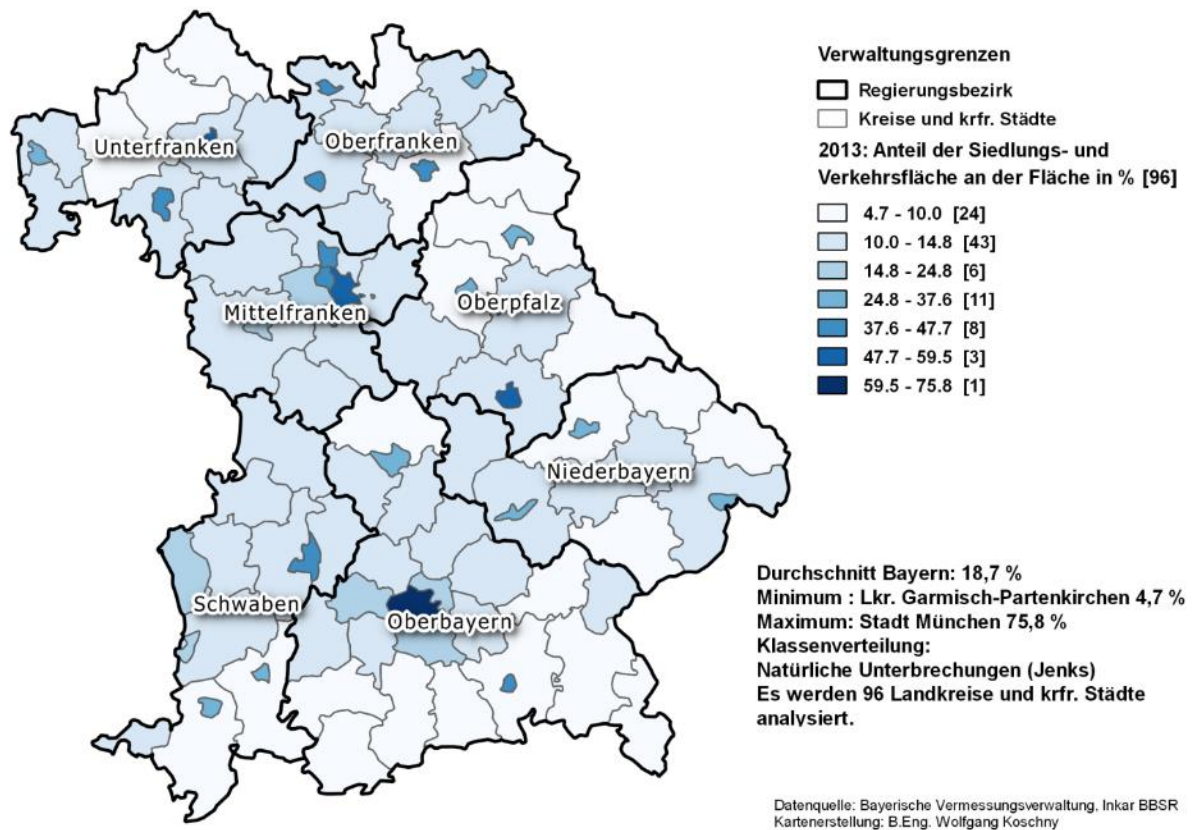 Unterfranken
Oberfranken
Mittelfranken
Oberpfalz
Niederbayern
Schwaben
Oberbayern
Verwaltungsgrenzen
Regierungsbezirk
Kreise und krfr. Städte
2013: Anteil der Siedlungs- und
Verkehrsfläche an der Fläche in % [96]
4.7 - 10.0 [24]
10.0 - 14.8 [43]
14.8 - 24.8 [6]
24.8 - 37.6 [11]
37.6 - 47.7 [8]
47.7 - 59.5 [3]
59.5 - 75.8 [1]
Durchschnitt Bayern: 18,7 %
Minimum : Lkr. Garmisch-Partenkirchen 4,7 %
Maximum: Stadt München 75,8 %
Klassenverteilung:
Natürliche Unterbrechungen (Jenks)
Es werden 96 Landkreise und krfr. Städte
analysiert.
Datenquelle: Bayerische Vermessungsverwaltung, Inkar BBSR
Kartenerstellung: B.Eng. Wolfgang Koschny